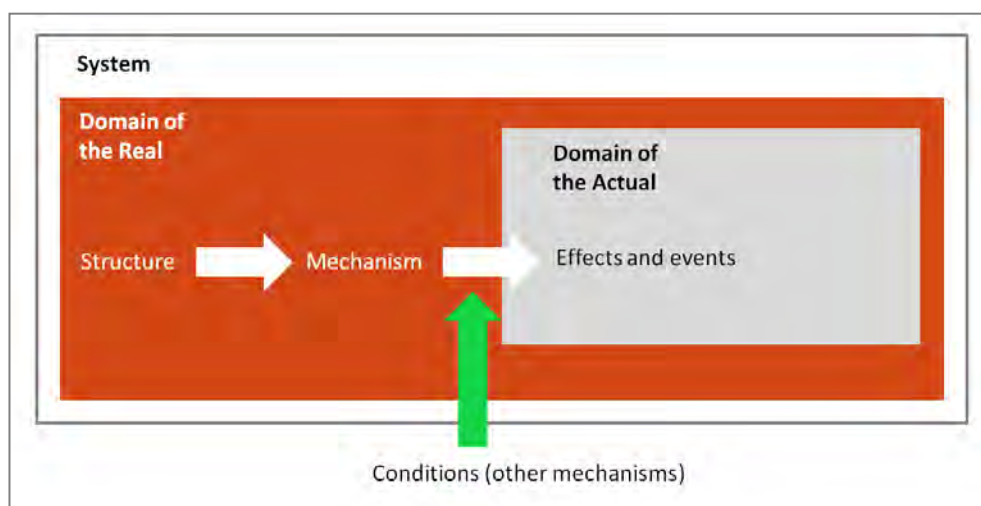 System
Domain of
the Real
Domain of
the Actual
Structure
Mechanism
Effects and events
Conditions (other mechanisms)